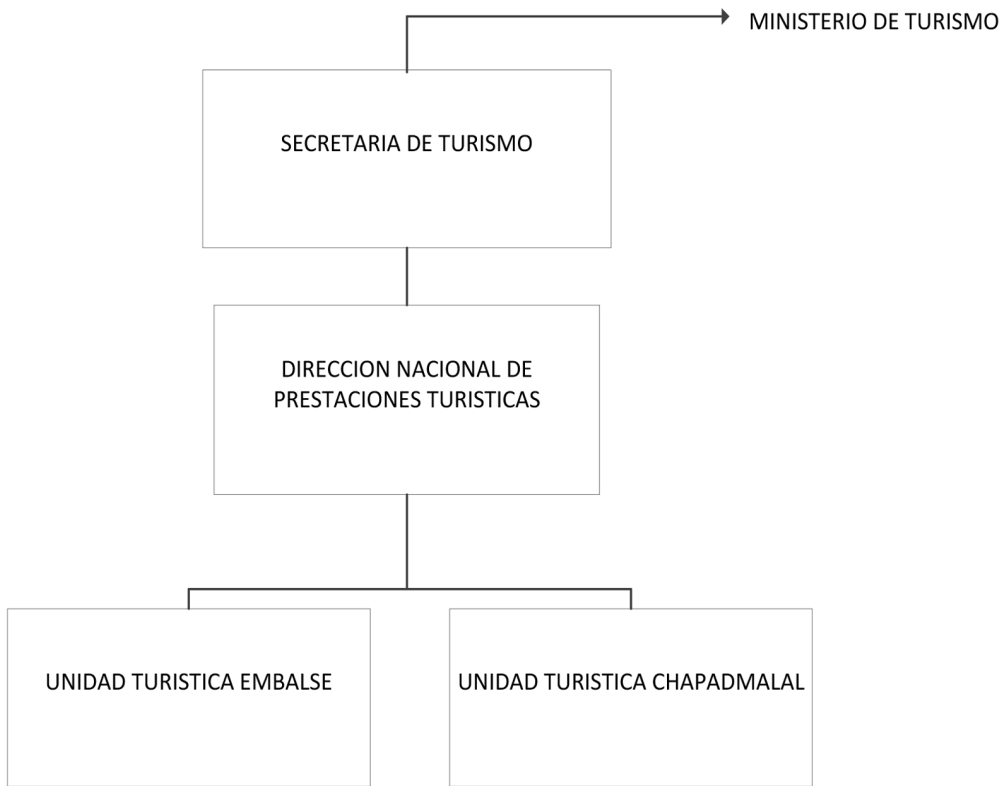 MINISTERIO DE TURISMO
SECRETARIA DE TURISMO
DIRECCION NACIONAL DE
PRESTACIONES TURISTICAS
UNIDAD TURISTICA EMBALSE
UNIDAD TURISTICA CHAPADMALAL